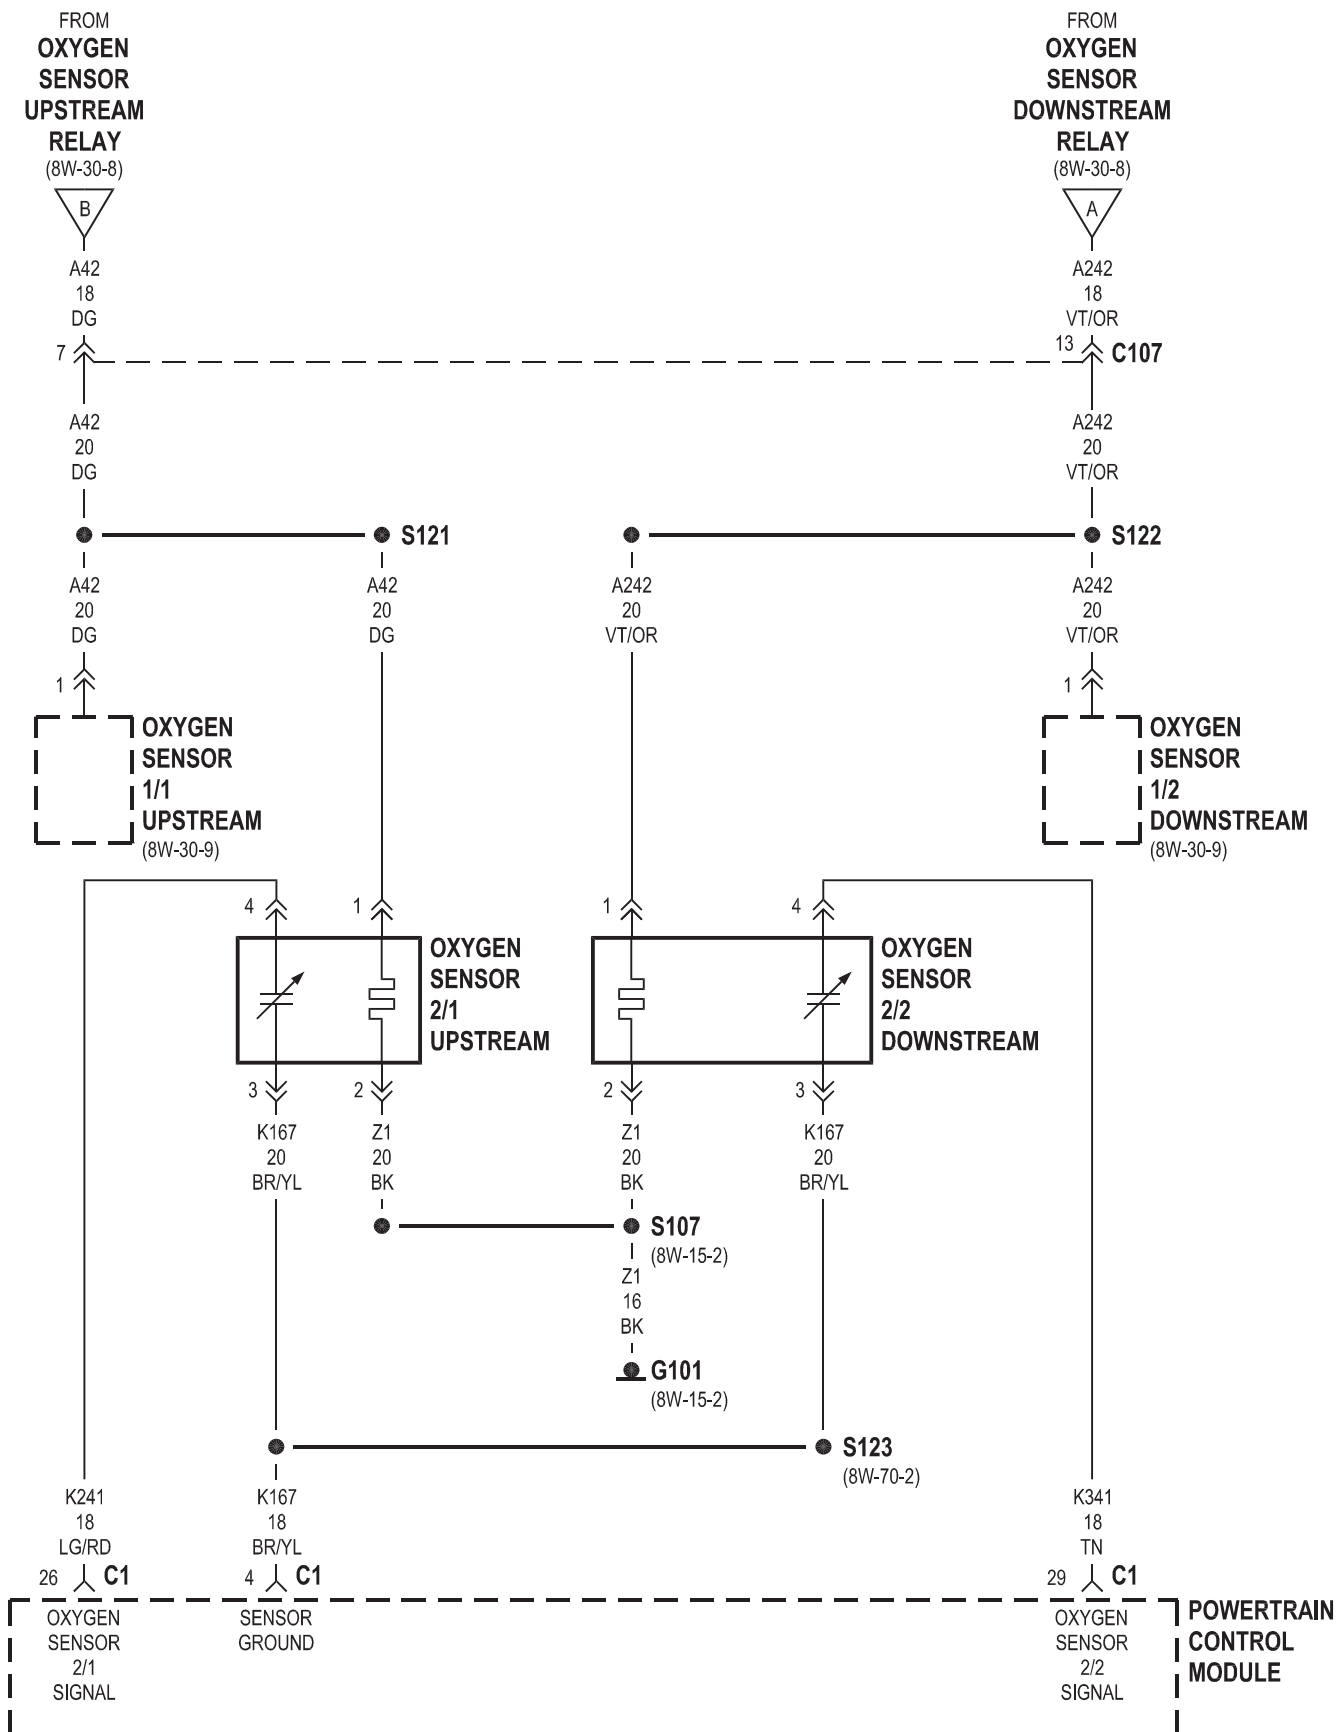 FROM
OXYGEN
SENSOR
UPSTREAM
RELAY
(8W-30-8)
B
A42
18
DG
7
A42
20
DG
FROM
OXYGEN
SENSOR
DOWNSTREAM
RELAY
(8W-30-8)
A
A242
18
VT/OR
13
C107
A242
20
VT/OR
S121
S122
A42
20
DG
A42
20
DG
A242
20
VT/OR
A242
20
VT/OR
1
OXYGEN
SENSOR
1/1
UPSTREAM
(8W-30-9)
1
OXYGEN
SENSOR
1/2
DOWNSTREAM
(8W-30-9)
4
1
OXYGEN
SENSOR
2/1
UPSTREAM
1
4
OXYGEN
SENSOR
2/2
DOWNSTREAM
3
2
2
3
K167
20
BR/YL
Z1
20
BK
Z1
20
BK
K167
20
BR/YL
S107
(8W-15-2)
Z1
16
BK
G101
(8W-15-2)
S123
(8W-70-2)
K241
18
LG/RD
K167
18
BR/YL
K341
18
TN
26
C1
4
C1
29
C1
OXYGEN
SENSOR
2/1
SIGNAL
SENSOR
GROUND
OXYGEN
SENSOR
2/2
SIGNAL
POWERTRAIN
CONTROL
MODULE